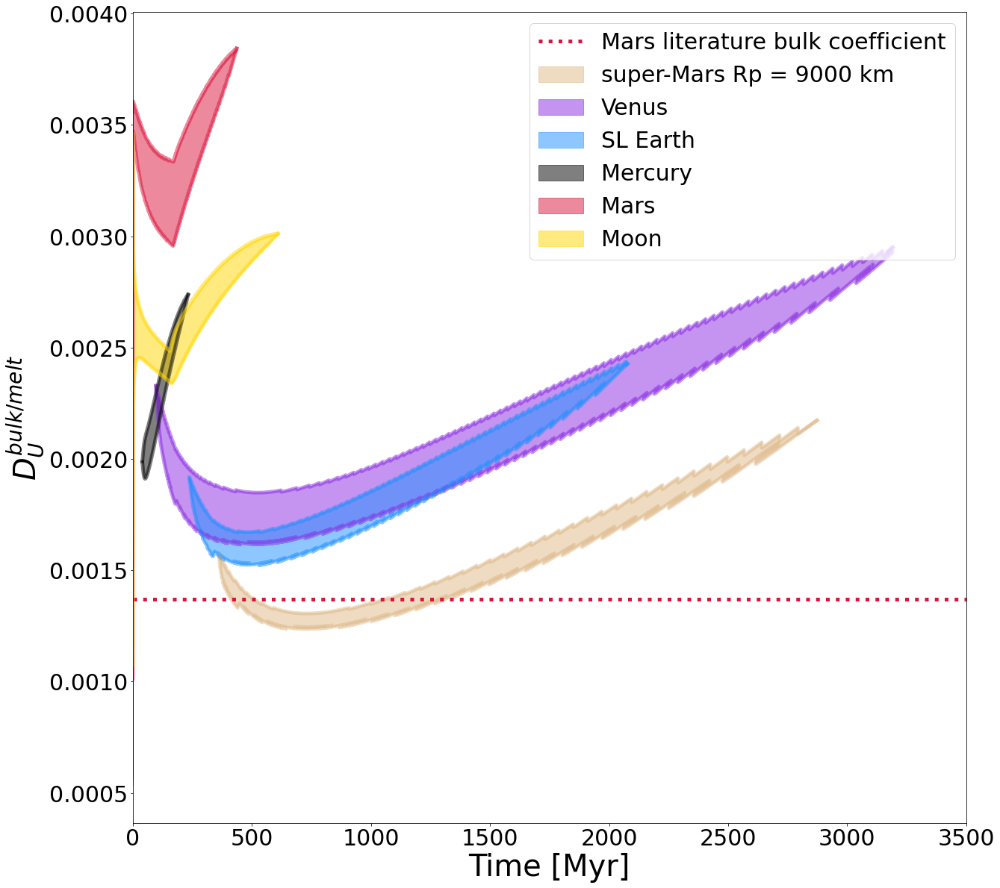 0.0040
0.0035
0.0030
0.0025
0.0020
0.0015
0.0010
0.0005
D_U^{bulk/melt}
Mars literature bulk coefficient
super-Mars Rp = 9000 km
Venus
SL Earth
Mercury
Mars
Moon
0 500 1000 1500 2000 2500 3000 3500
Time [Myr]